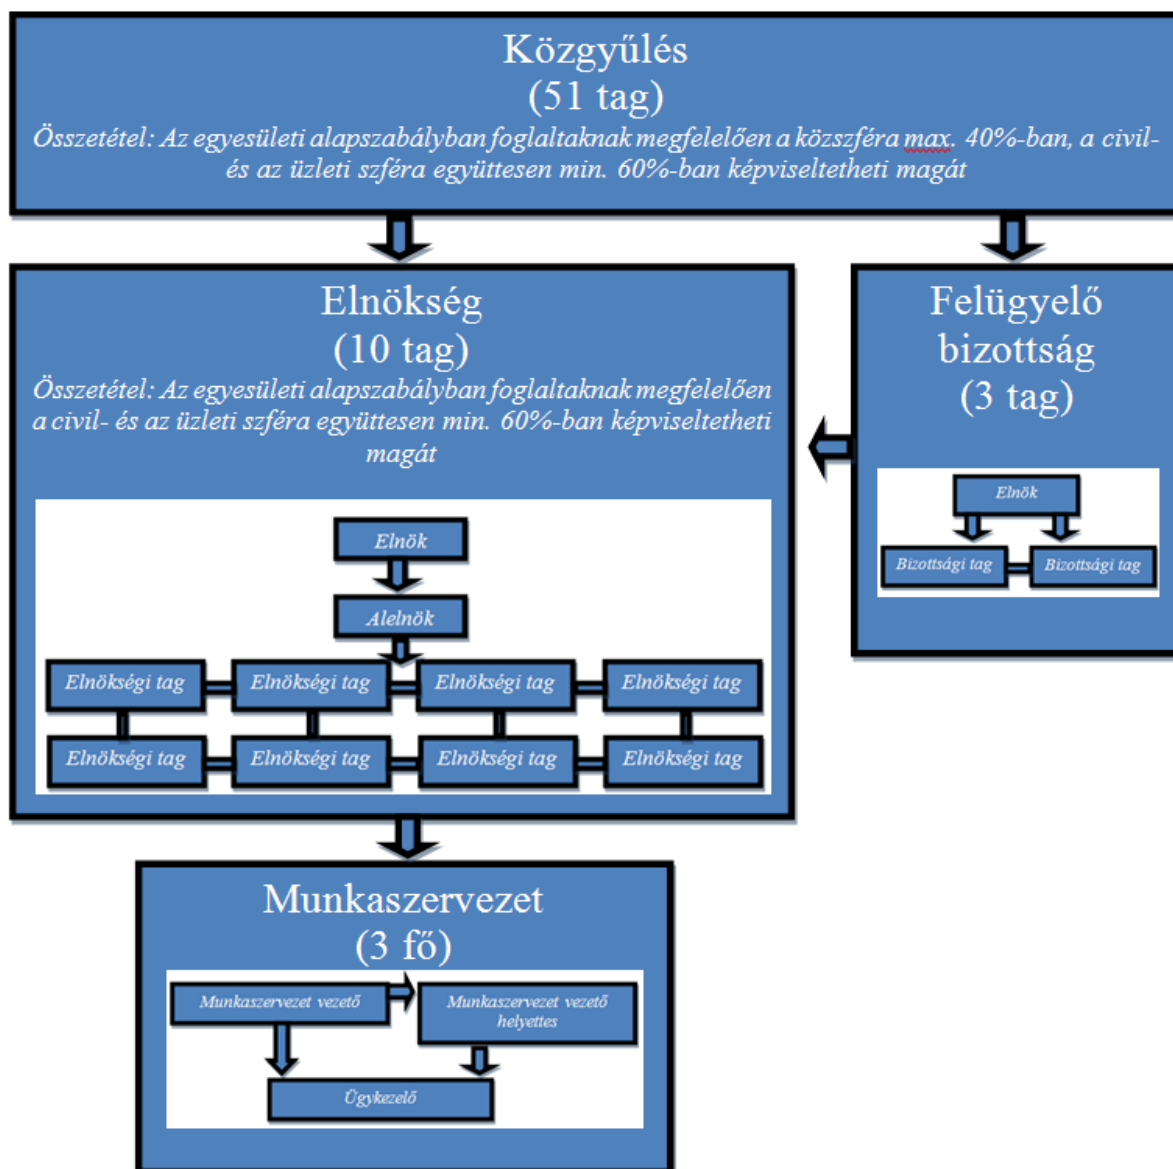 Közgyűlés
(51 tag)
Összetétel: Az egyesületi alapszabályban foglaltaknak megfelelően a közszféra max. 40%-ban, a civil-
és az üzleti szféra együttesen min. 60%-ban képviseltetheti magát
Elnökség
(10 tag)
Összetétel: Az egyesületi alapszabályban foglaltaknak megfelelően
a civil- és az üzleti szféra együttesen min. 60%-ban képviseltetheti
magát
Elnök
Alelnök
Elnökségi tag Elnökségi tag Elnökségi tag Elnökségi tag
Elnökségi tag Elnökségi tag Elnökségi tag Elnökségi tag
Felügyelő
bizottság
(3 tag)
Elnök
Bizottsági tag Bizottsági tag
Munkaszervezet
(3 fő)
Munkaszervezet vezető
Munkaszervezet vezető
helyettes
Ügykezelő